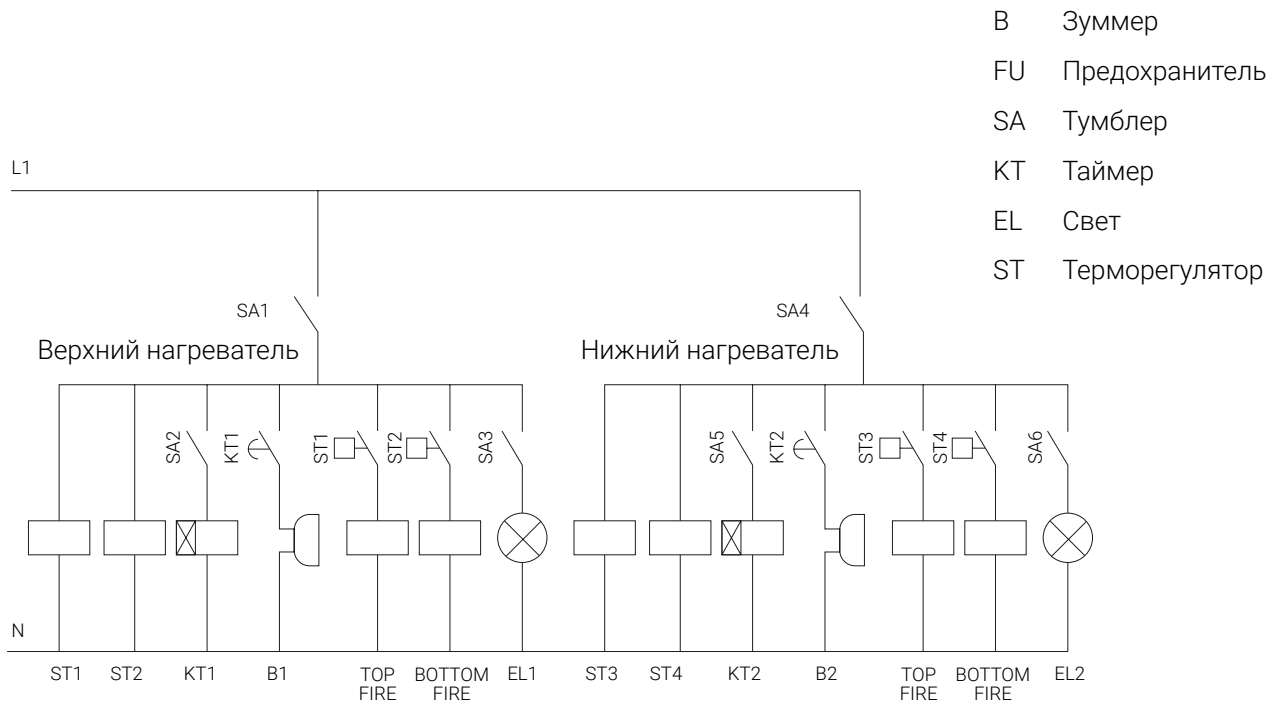 B Зуммер
FU Предохранитель
SA Тумблер
KT Таймер
EL Свет
ST Терморегулятор
L1
SA1
SA4
Верхний нагреватель
Нижний нагреватель
SA2
KT1
ST1
ST2
SA3
SA5
KT2
ST3
ST4
SA6
N
ST1
ST2
KT1
B1
TOP
FIRE
BOTTOM
FIRE
EL1
ST3
ST4
KT2
B2
TOP
FIRE
BOTTOM
FIRE
EL2